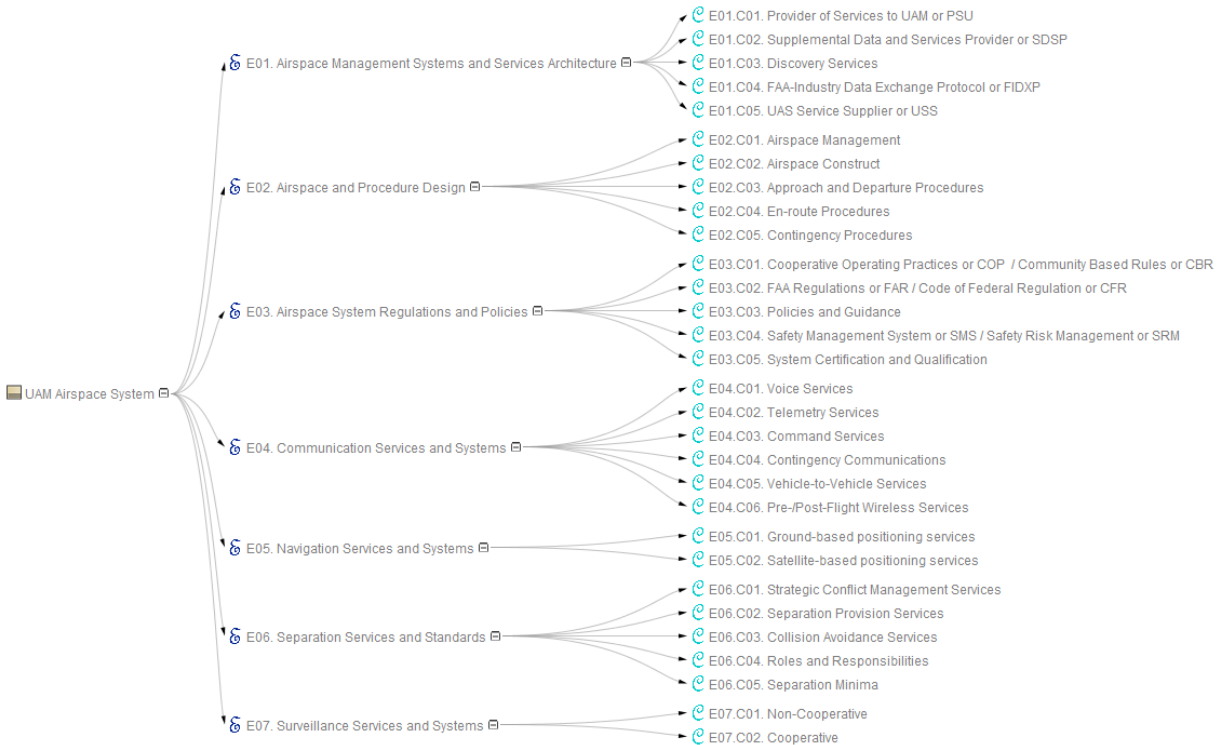 UAM Airspace System
E01. Airspace Management Systems and Services Architecture
E01.C01. Provider of Services to UAM or PSU
E01.C02. Supplemental Data and Services Provider or SDSP
E01.C03. Discovery Services
E01.C04. FAA-Industry Data Exchange Protocol or FIDXP
E01.C05. UAS Service Supplier or USS
E02. Airspace and Procedure Design
E02.C01. Airspace Management
E02.C02. Airspace Construct
E02.C03. Approach and Departure Procedures
E02.C04. En-route Procedures
E02.C05. Contingency Procedures
E03. Airspace System Regulations and Policies
E03.C01. Cooperative Operating Practices or COP / Community Based Rules or CBR
E03.C02. FAA Regulations or FAR / Code of Federal Regulation or CFR
E03.C03. Policies and Guidance
E03.C04. Safety Management System or SMS / Safety Risk Management or SRM
E03.C05. System Certification and Qualification
E04. Communication Services and Systems
E04.C01. Voice Services
E04.C02. Telemetry Services
E04.C03. Command Services
E04.C04. Contingency Communications
E04.C05. Vehicle-to-Vehicle Services
E04.C06. Pre-/Post-Flight Wireless Services
E05. Navigation Services and Systems
E05.C01. Ground-based positioning services
E05.C02. Satellite-based positioning services
E06. Separation Services and Standards
E06.C01. Strategic Conflict Management Services
E06.C02. Separation Provision Services
E06.C03. Collision Avoidance Services
E06.C04. Roles and Responsibilities
E06.C05. Separation Minima
E07. Surveillance Services and Systems
E07.C01. Non-Cooperative
E07.C02. Cooperative